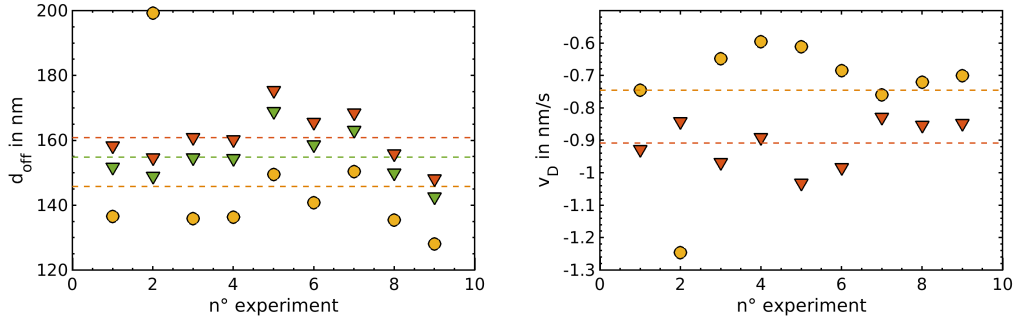 200
180
160
140
120
d_off in nm
0 2 4 6 8 10
n° experiment
-0.6
-0.7
-0.8
-0.9
-1
-1.1
-1.2
-1.3
v_D in nm/s
0 2 4 6 8 10
n° experiment